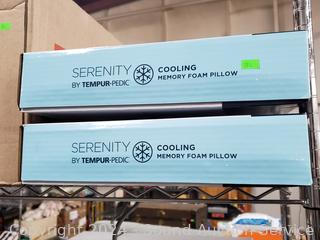 SERENITY
BY TEMPUR-PEDIC
COOLING
MEMORY FOAM PILLOW
SERENITY
BY TEMPUR-PEDIC
COOLING
MEMORY FOAM PILLOW